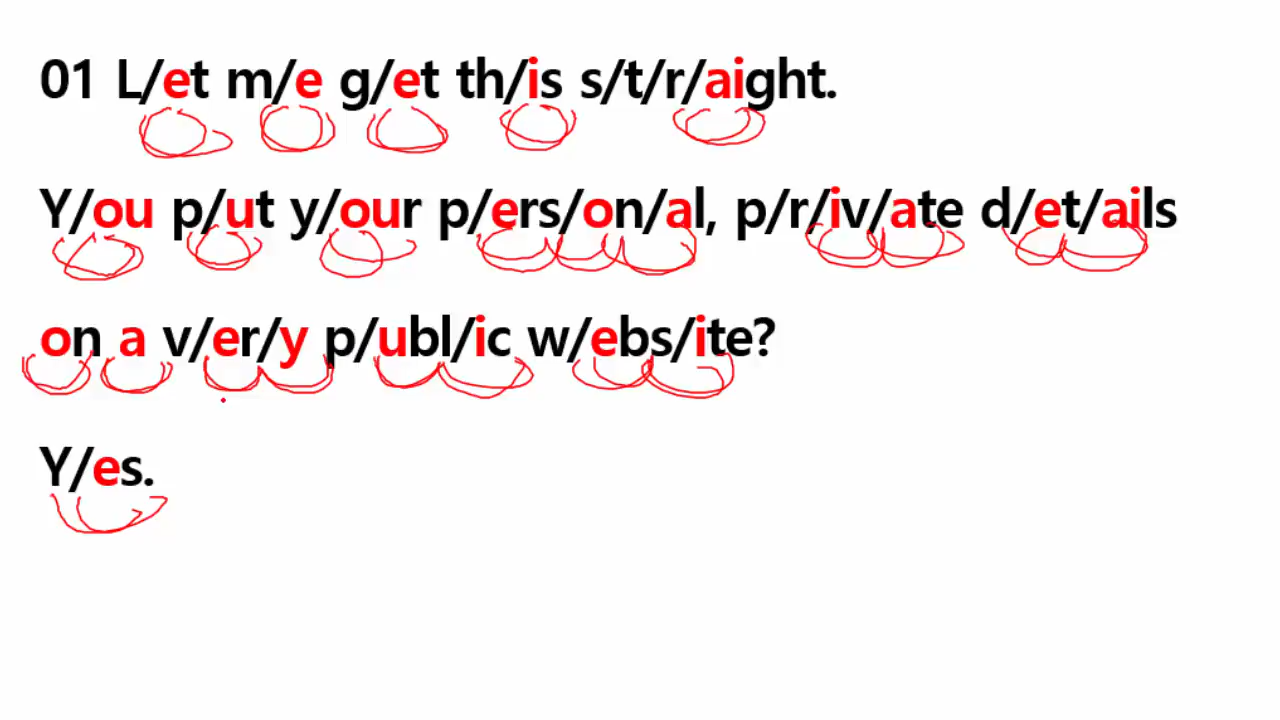 01 L/et m/e g/et th/is s/t/r/aight.
Y/ou p/ut y/our p/ers/on/al, p/r/iv/ate d/et/ails
on a v/er/y p/ubl/ic w/ebs/ite?
Y/es.